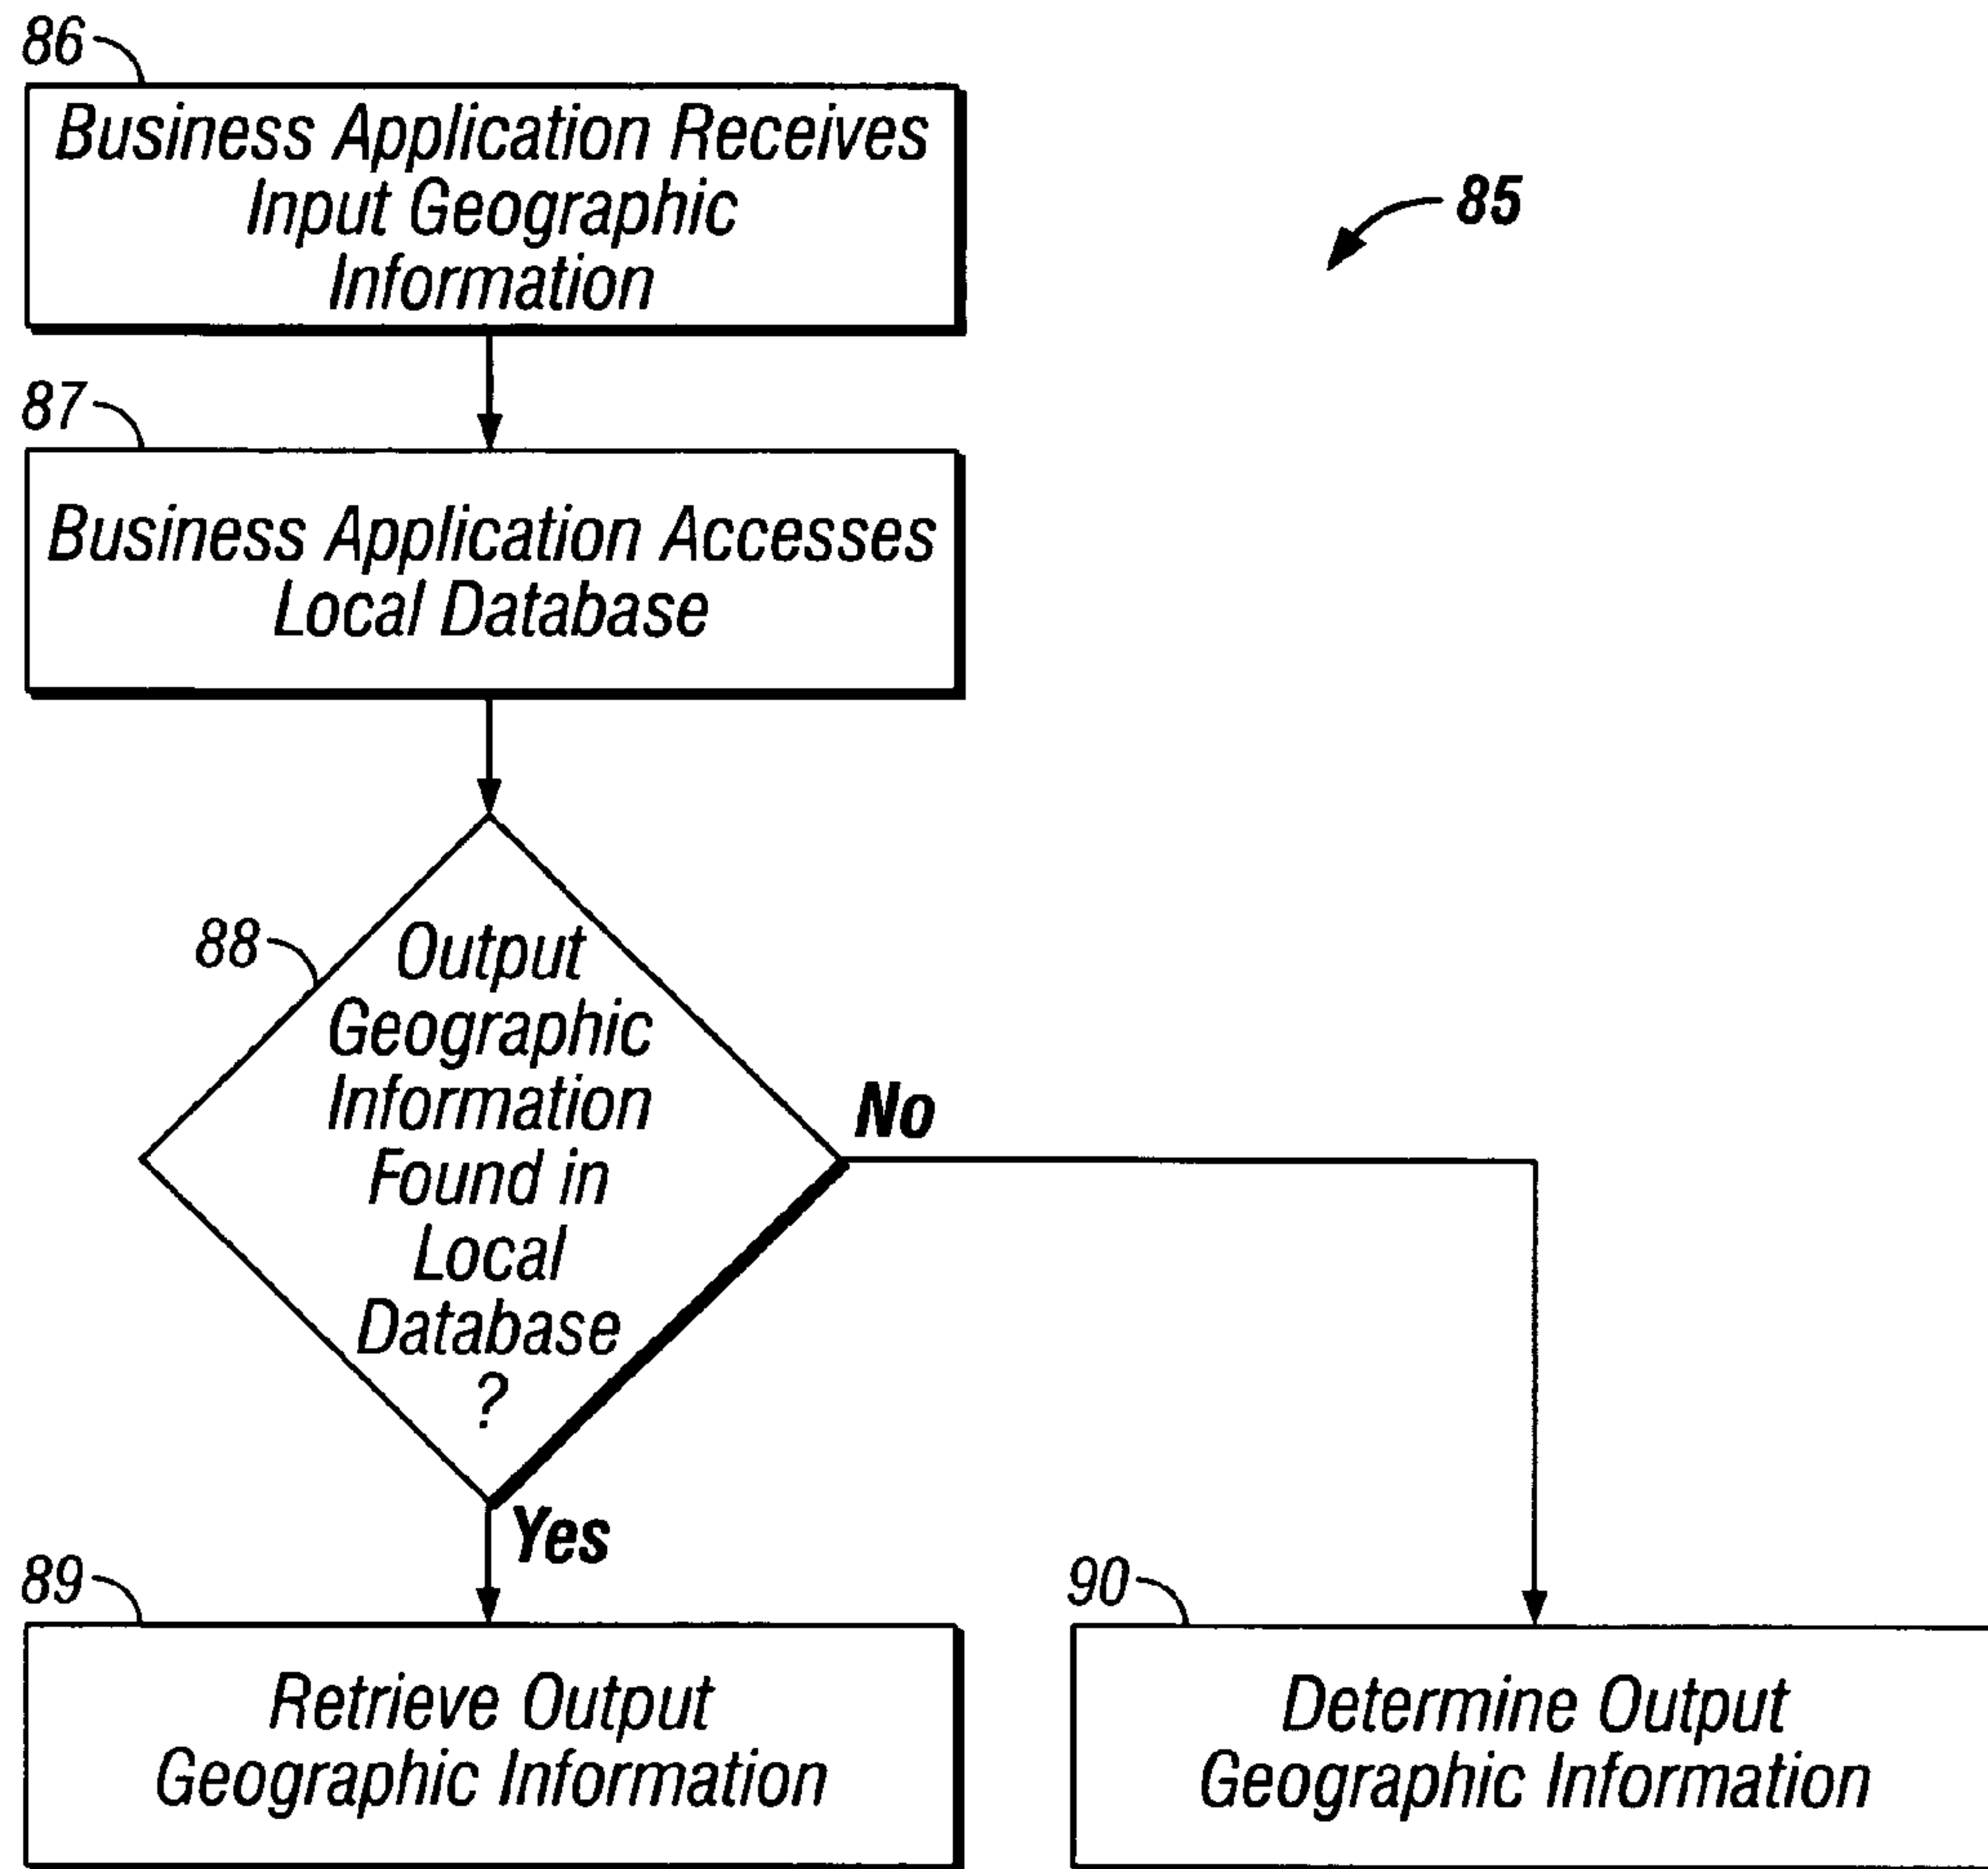 86
Business Application Receives
Input Geographic
Information
85
87
Business Application Accesses
Local Database
88
Output
Geographic
Information
Found in
Local
Database
?
No
Yes
89
Retrieve Output
Geographic Information
90
Determine Output
Geographic Information